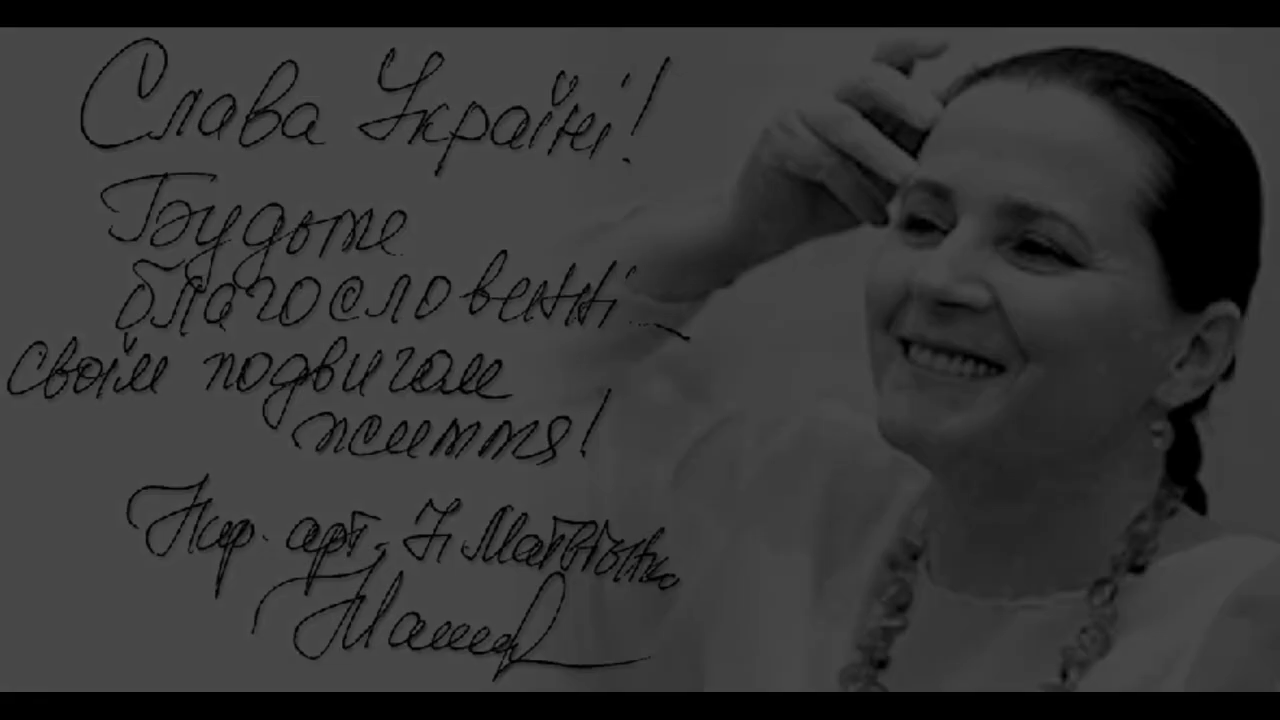 Слава Україні!
Будьте
благословенні
своїм подвигом
життя!
Нар. арт. Н Матвієнко